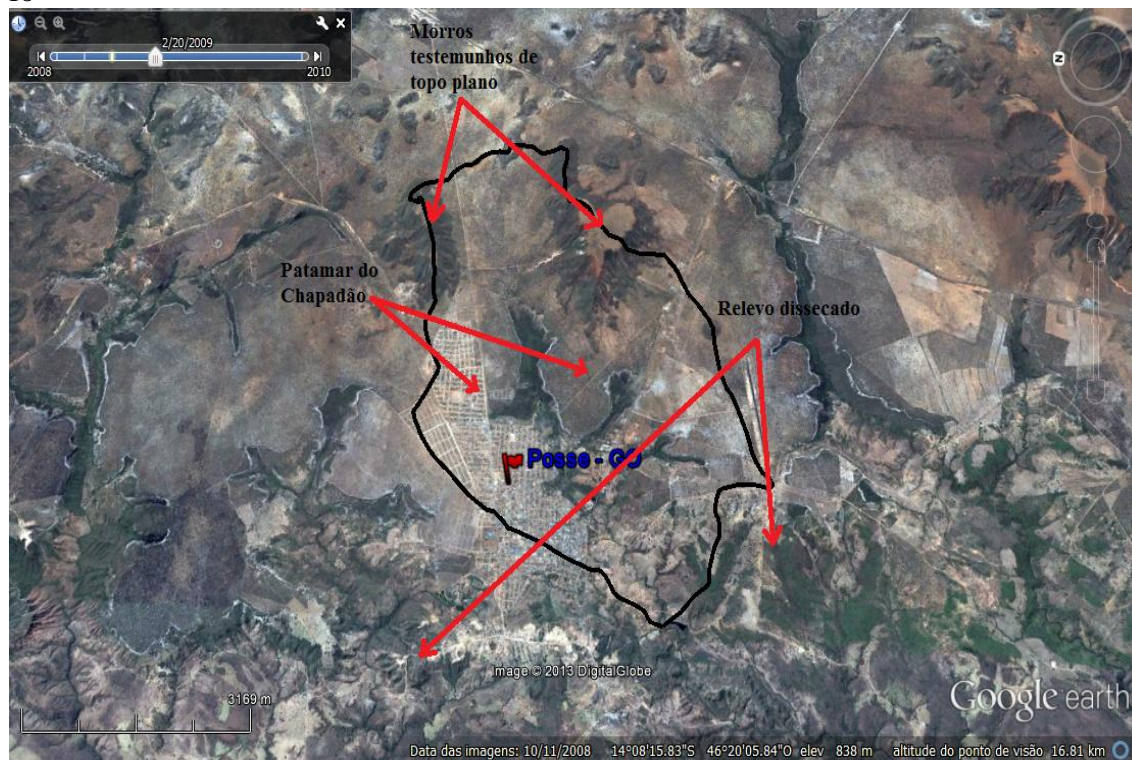 2/20/2009
2008
2010
Morros
testemunhos de
topo plano
N
Patamar do
Chapadão
Relevo dissecado
Posse - GO
Image © 2013 DigitalGlobe
3169 m
Google earth
Data das imagens: 10/11/2008 14°08'15.83"S 46°20'05.84"O elev 838 m altitude do ponto de visão 16.81 km